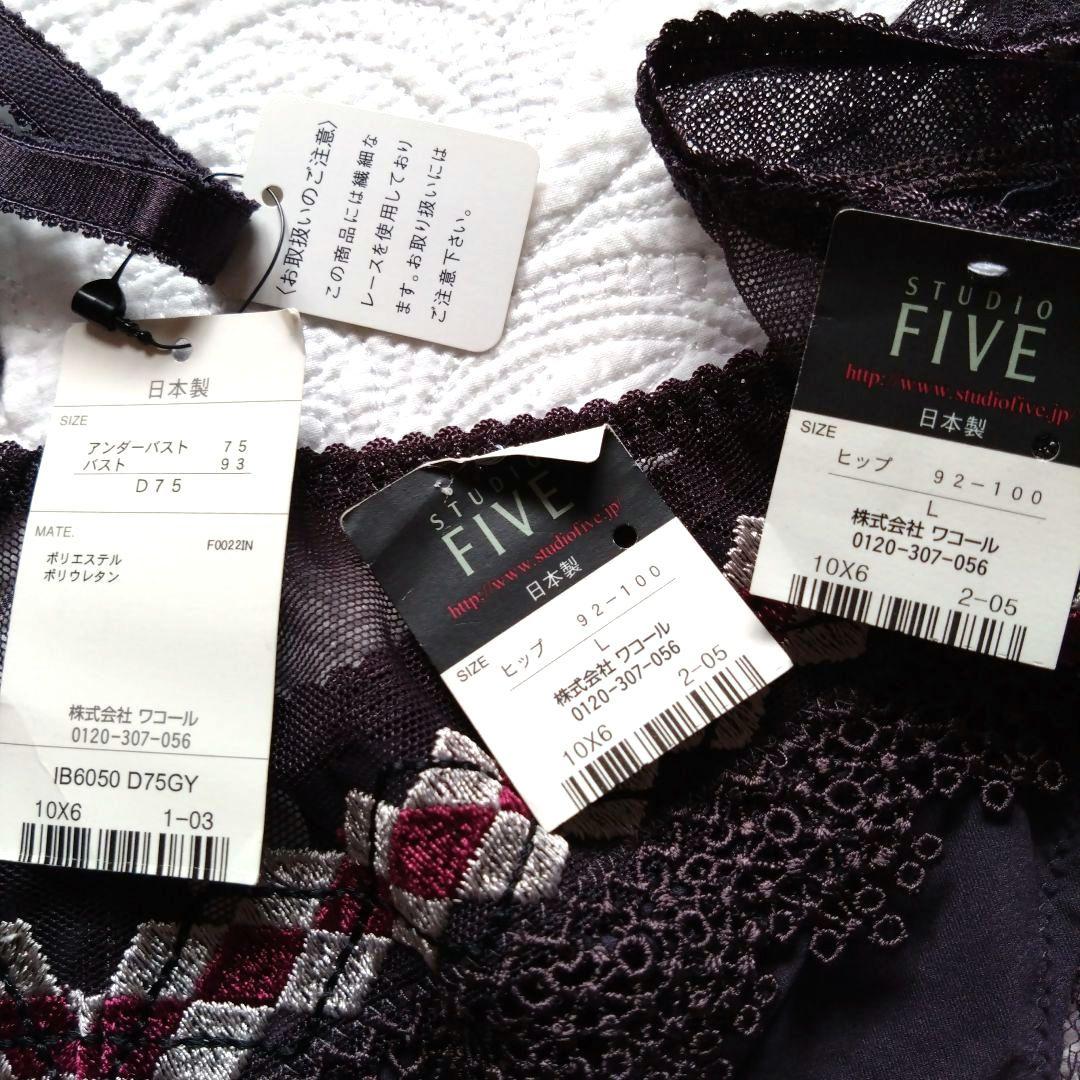 〈お取扱いのご注意〉
この商品には繊細な
レースを使用しており
ます。お取り扱いには
ご注意下さい。
日本製
SIZE
アンダーバスト 75
バスト 93
D75
MATE.
F0022IN
ポリエステル
ポリウレタン
株式会社 ワコール
0120-307-056
IB6050 D75GY
10X6 1-03
STUDIO
FIVE
http://www.studiofive.jp/
日本製
SIZE
ヒップ 92-100
L
株式会社 ワコール
0120-307-056
10X6 2-05
STUDIO
FIVE
http://www.studiofive.jp/
日本製
SIZE
ヒップ 92-100
L
株式会社 ワコール
0120-307-056
10X6 2-05